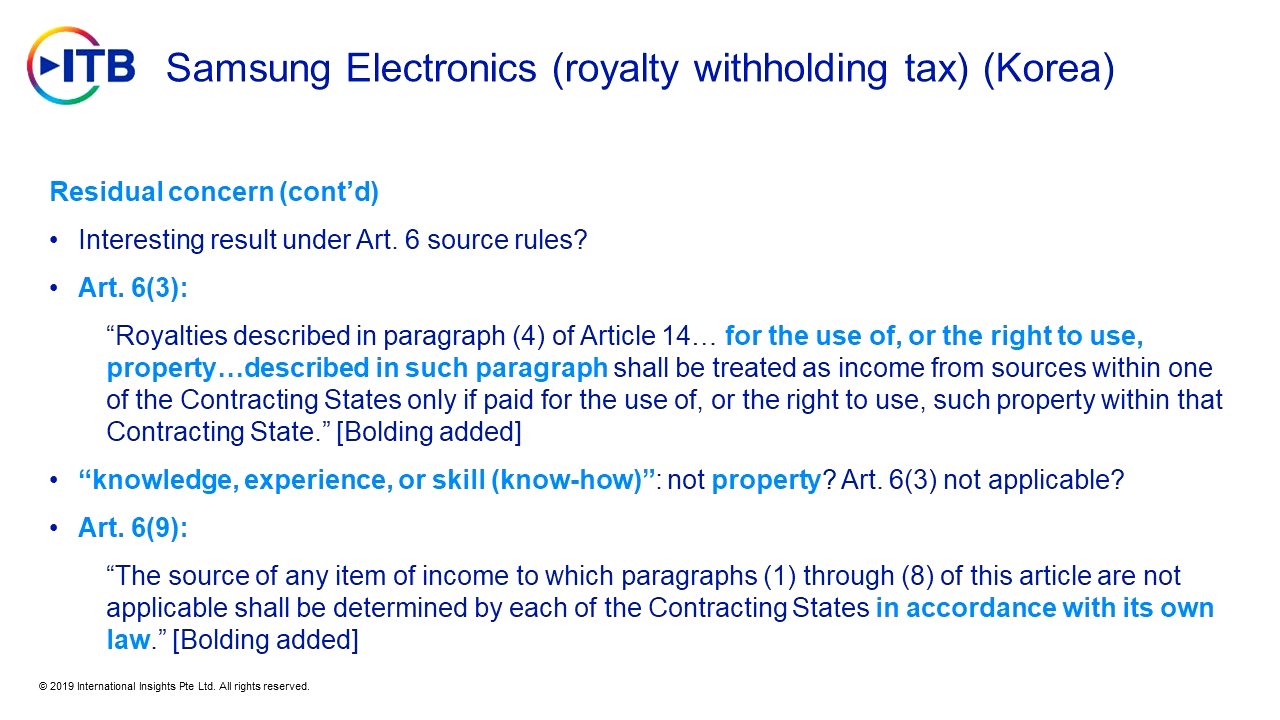 ITB
Samsung Electronics (royalty withholding tax) (Korea)
Residual concern (cont’d)
• Interesting result under Art. 6 source rules?
• Art. 6(3):
“Royalties described in paragraph (4) of Article 14… for the use of, or the right to use,
property…described in such paragraph shall be treated as income from sources within one
of the Contracting States only if paid for the use of, or the right to use, such property within that
Contracting State.” [Bolding added]
• “knowledge, experience, or skill (know-how)”: not property? Art. 6(3) not applicable?
• Art. 6(9):
“The source of any item of income to which paragraphs (1) through (8) of this article are not
applicable shall be determined by each of the Contracting States in accordance with its own
law.” [Bolding added]
© 2019 International Insights Pte Ltd. All rights reserved.